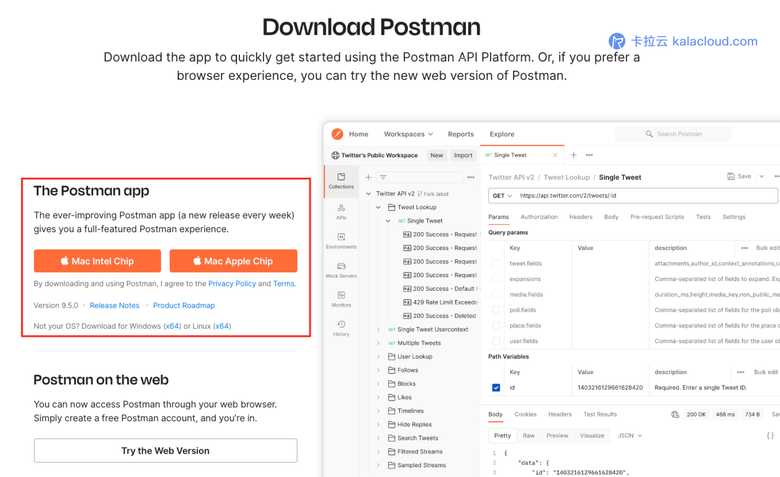 Download Postman
卡拉云 kalacloud.com
Download the app to quickly get started using the Postman API Platform. Or, if you prefer a
browser experience, you can try the new web version of Postman.
The Postman app
The ever-improving Postman app (a new release every week)
gives you a full-featured Postman experience.
Mac Intel Chip
Mac Apple Chip
By downloading and using Postman, I agree to the Privacy Policy and Terms.
Version 9.5.0 · Release Notes · Product Roadmap
Not your OS? Download for Windows (x64) or Linux (x64)
Postman on the web
You can now access Postman through your web browser.
Simply create a free Postman account, and you're in.
Try the Web Version
Home Workspaces Reports Explore Search Postman
Twitter's Public Workspace New Import GET Single Tweet
Collections
APIs
Environments
Mock Servers
Monitors
History
Twitter API v2 Fork label
Tweet Lookup
GET Single Tweet
200 Success - Request
200 Success - Request
200 Success - Request
200 Success - Request
200 Success - Default
429 Rate Limit Exceede
200 Success - Deleted
GET Single Tweet Usercontext
GET Multiple Tweets
User Lookup
Follows
Blocks
Likes
Timelines
Hide Replies
Search Tweets
Filtered Streams
Sampled Streams
Twitter API v2 / Tweet Lookup / Single Tweet Save
GET https://api.twitter.com/2/tweets/:id
Params Authorization Headers Body Pre-request Scripts Tests Settings
Query params
Key Value description Bulk edit
tweet.fields attachments,author_id,context_annotations,
expansions Comma-separated list of fields to expand.
media.fields duration_ms,height,media_key,
poll.fields Comma-separated list of fields for the poll
place.fields Comma-separated list of fields for the place
user.fields Comma-separated list of fields for the user
Path Variables
Key Value description Bulk edit
id 1403216129661628420 Required. Enter a single Tweet ID.
Body Cookies Headers Test Results 200 OK 468 ms 734 B
Pretty Raw Preview Visualize JSON
1 {
2 "data": {
3 "id": "1403216129661628420",